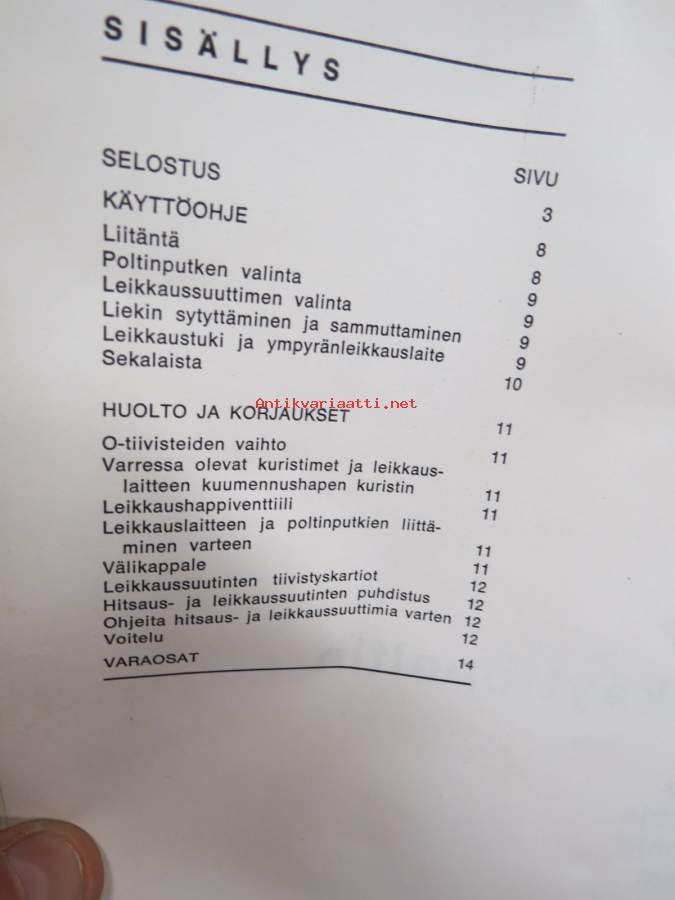 SISÄLLYS
SIVU
SELOSTUS 3
KÄYTTÖOHJE 8
Liitäntä 8
Poltinputken valinta 9
Leikkaussuuttimen valinta 9
Liekin sytyttäminen ja sammuttaminen 9
Leikkaustuki ja ympyränleikkauslaite 9
Sekalaista 10
Antikvariaatti.net
HUOLTO JA KORJAUKSET 11
O-tiivisteiden vaihto 11
Varressa olevat kuristimet ja leikkaus-
laitteen kuumennushapen kuristin 11
Leikkaushappiventtiili 11
Leikkauslaitteen ja poltinputkien liittä-
minen varteen 11
Välikappale 11
Leikkaussuutinten tiivistyskartiot 12
Hitsaus- ja leikkaussuutinten puhdistus 12
Ohjeita hitsaus- ja leikkaussuuttimia varten 12
Voitelu 12
VARAOSAT 14